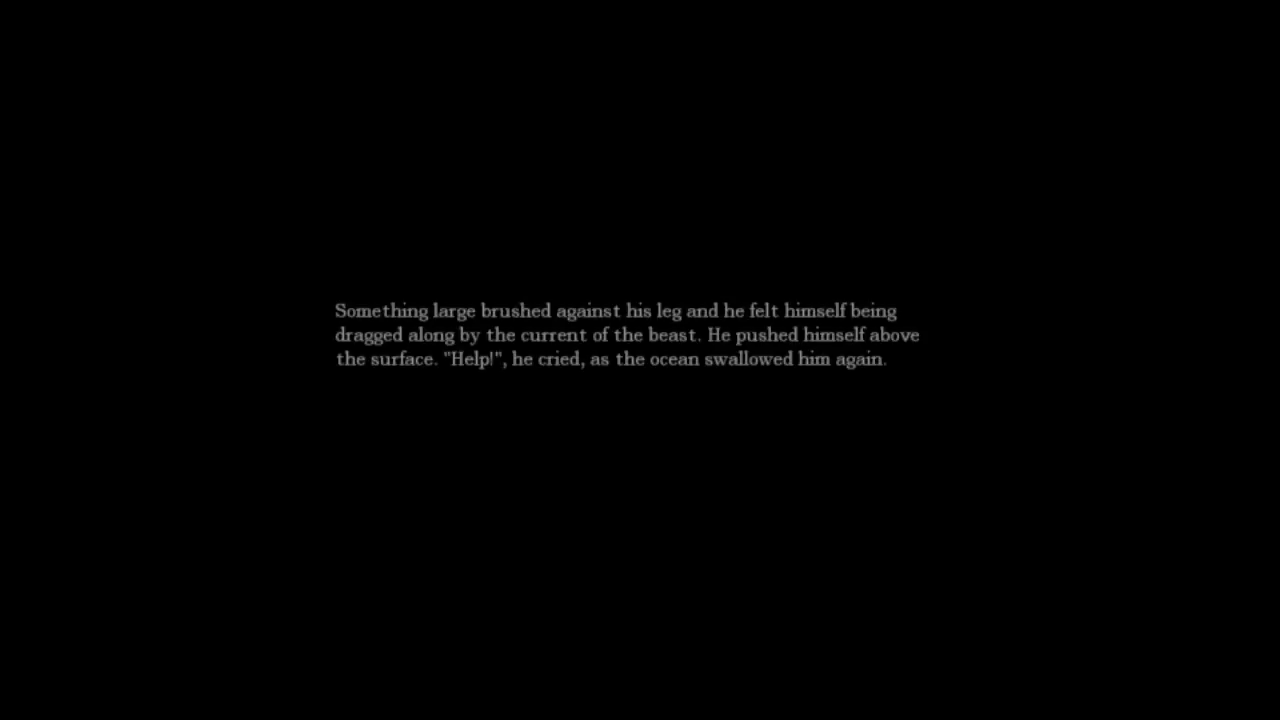 Something large brushed against his leg and he felt himself being
dragged along by the current of the beast. He pushed himself above
the surface. "Help!", he cried, as the ocean swallowed him again.